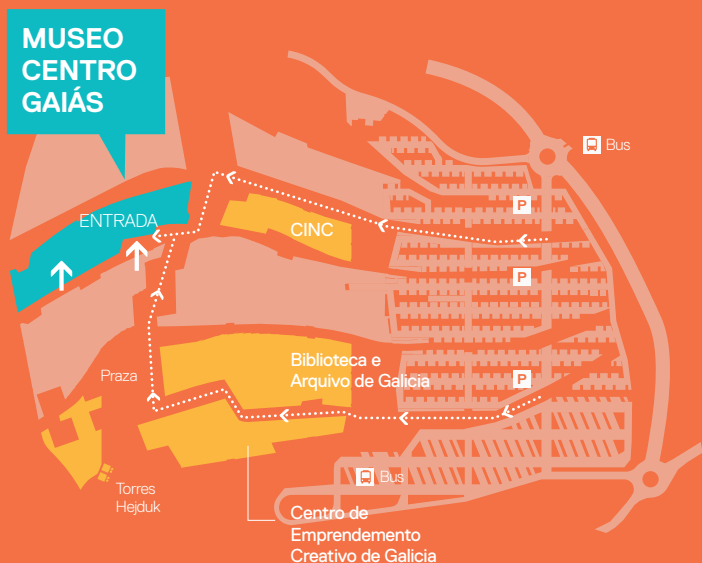 MUSEO
CENTRO
GAIÁS
Bus
ENTRADA
P
CINC
P
Biblioteca e
Arquivo de Galicia
P
Praza
Bus
Torres
Hejduk
Centro de
Emprendemento
Creativo de Galicia